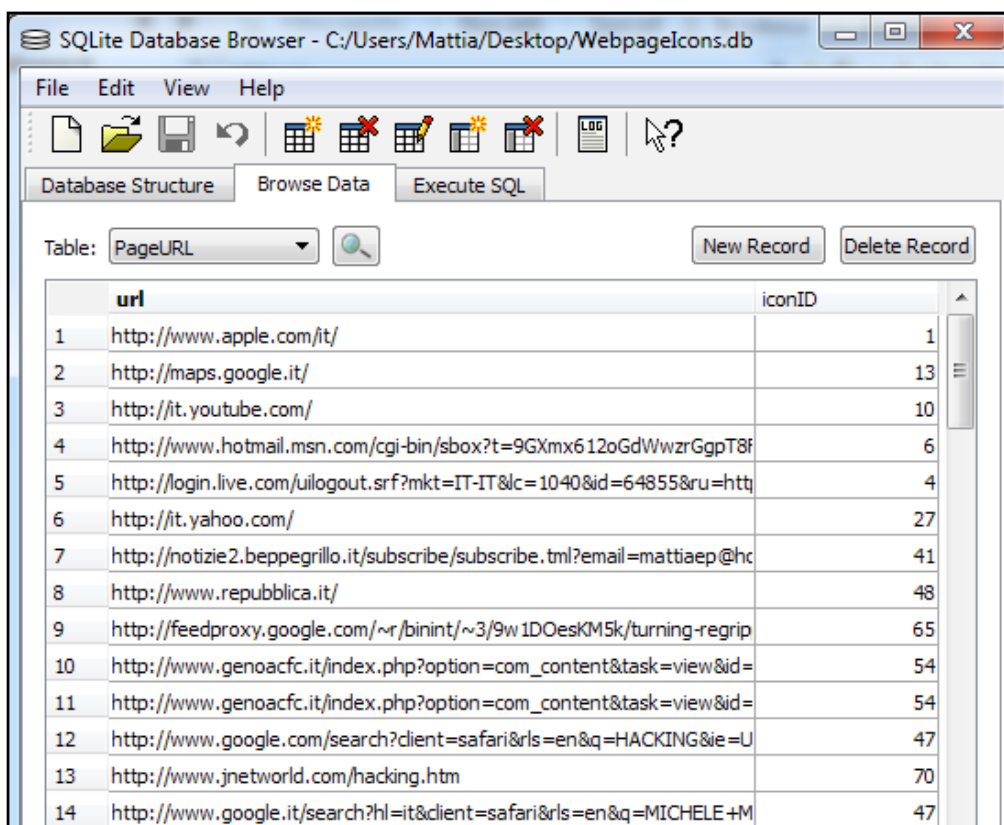 SQLite Database Browser - C:/Users/Mattia/Desktop/WebpageIcons.db
File Edit View Help
LOG ?
Database Structure Browse Data Execute SQL
Table: PageURL New Record Delete Record
url iconID
1 http://www.apple.com/it/ 1
2 http://maps.google.it/ 13
3 http://it.youtube.com/ 10
4 http://www.hotmail.msn.com/cgi-bin/sbox?t=9GXmx612oGdWwzrGgpT8F 6
5 http://login.live.com/uilogout.srf?mkt=IT-IT&lc=1040&id=64855&ru=http 4
6 http://it.yahoo.com/ 27
7 http://notizie2.beppegrillo.it/subscribe/subscribe.tml?email=mattiaep@ho 41
8 http://www.repubblica.it/ 48
9 http://feedproxy.google.com/~r/binint/~3/9w1DOesKM5k/turning-regrip 65
10 http://www.genoacfc.it/index.php?option=com_content&task=view&id= 54
11 http://www.genoacfc.it/index.php?option=com_content&task=view&id= 54
12 http://www.google.com/search?client=safari&rls=en&q=HACKING&ie=U 47
13 http://www.jnetworld.com/hacking.htm 70
14 http://www.google.it/search?hl=it&client=safari&rls=en&q=MICHELE+M 47